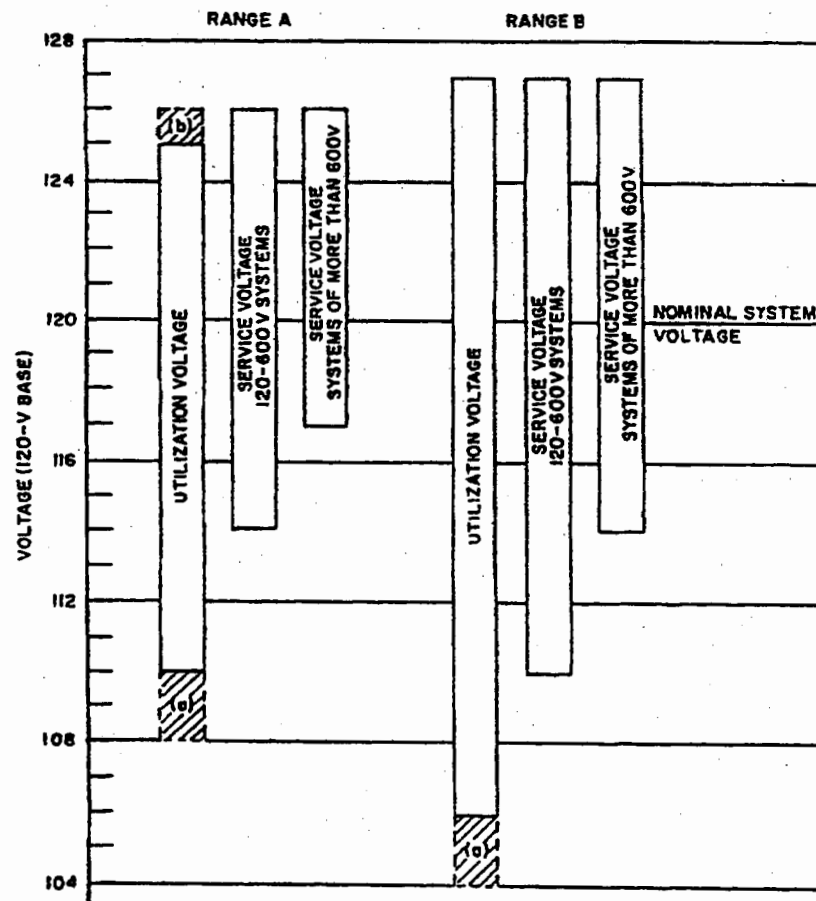 RANGE A
RANGE B
128
124
120
116
112
108
104
VOLTAGE (120-V BASE)
(b)
UTILIZATION VOLTAGE
(a)
SERVICE VOLTAGE
120-600V SYSTEMS
SERVICE VOLTAGE
SYSTEMS OF MORE THAN 600V
UTILIZATION VOLTAGE
(a)
SERVICE VOLTAGE
120-600V SYSTEMS
SERVICE VOLTAGE
SYSTEMS OF MORE THAN 600V
NOMINAL SYSTEM
VOLTAGE